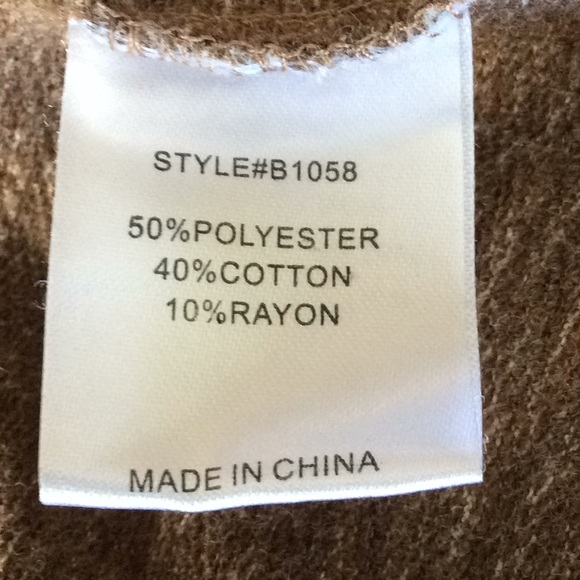 STYLE#B1058
50%POLYESTER
40%COTTON
10%RAYON
MADE IN CHINA